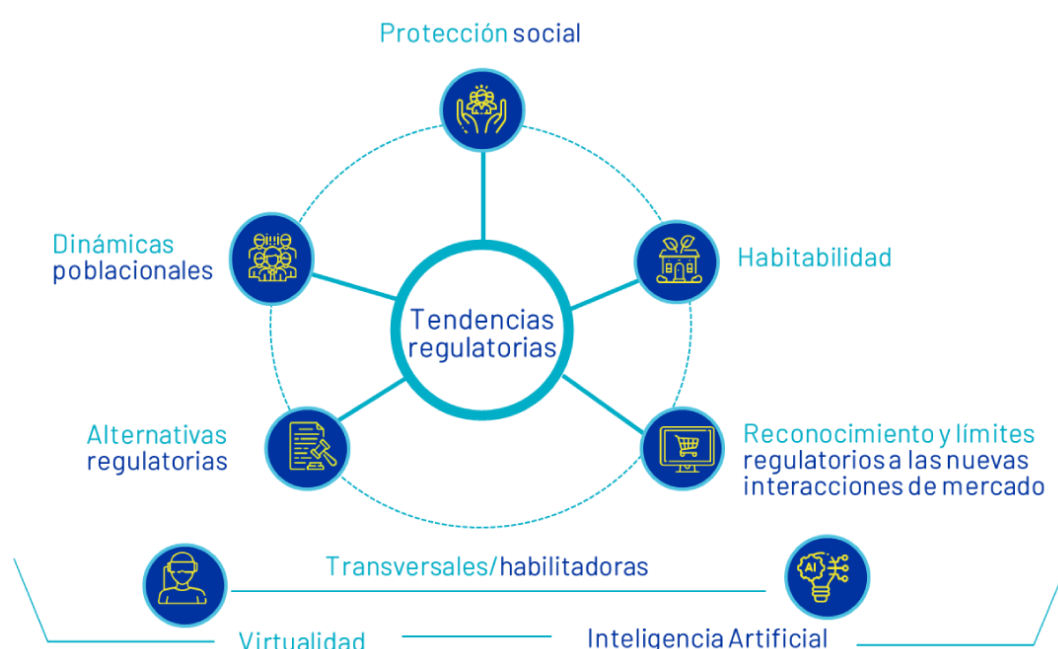 Protección social
Dinámicas
poblacionales
Habitabilidad
Tendencias
regulatorias
Alternativas
regulatorias
Reconocimiento y límites
regulatorios a las nuevas
interacciones de mercado
Transversales/habilitadoras
AI
Virtualidad
Inteligencia Artificial